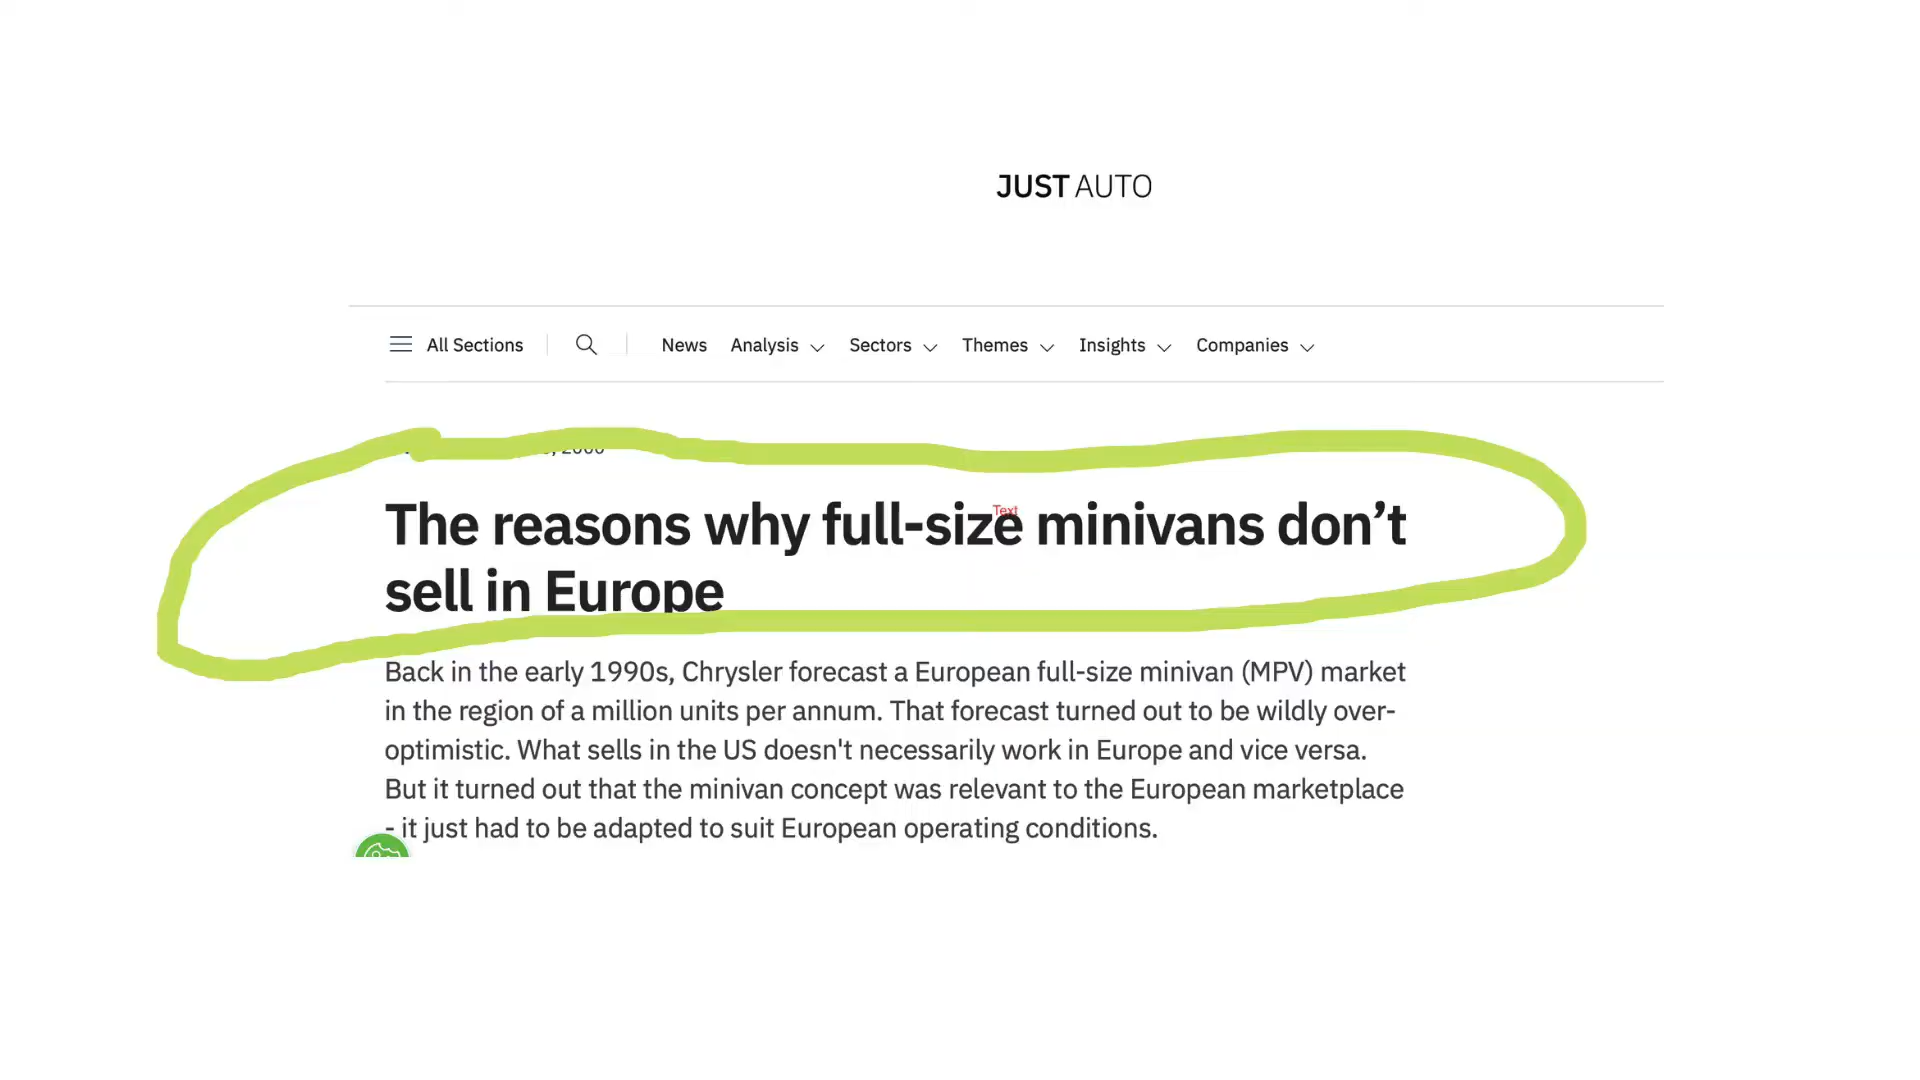 JUST AUTO
All Sections News Analysis Sectors Themes Insights Companies
The reasons why full-size minivans don’t
Text
sell in Europe
Back in the early 1990s, Chrysler forecast a European full-size minivan (MPV) market
in the region of a million units per annum. That forecast turned out to be wildly over-
optimistic. What sells in the US doesn't necessarily work in Europe and vice versa.
But it turned out that the minivan concept was relevant to the European marketplace
- it just had to be adapted to suit European operating conditions.